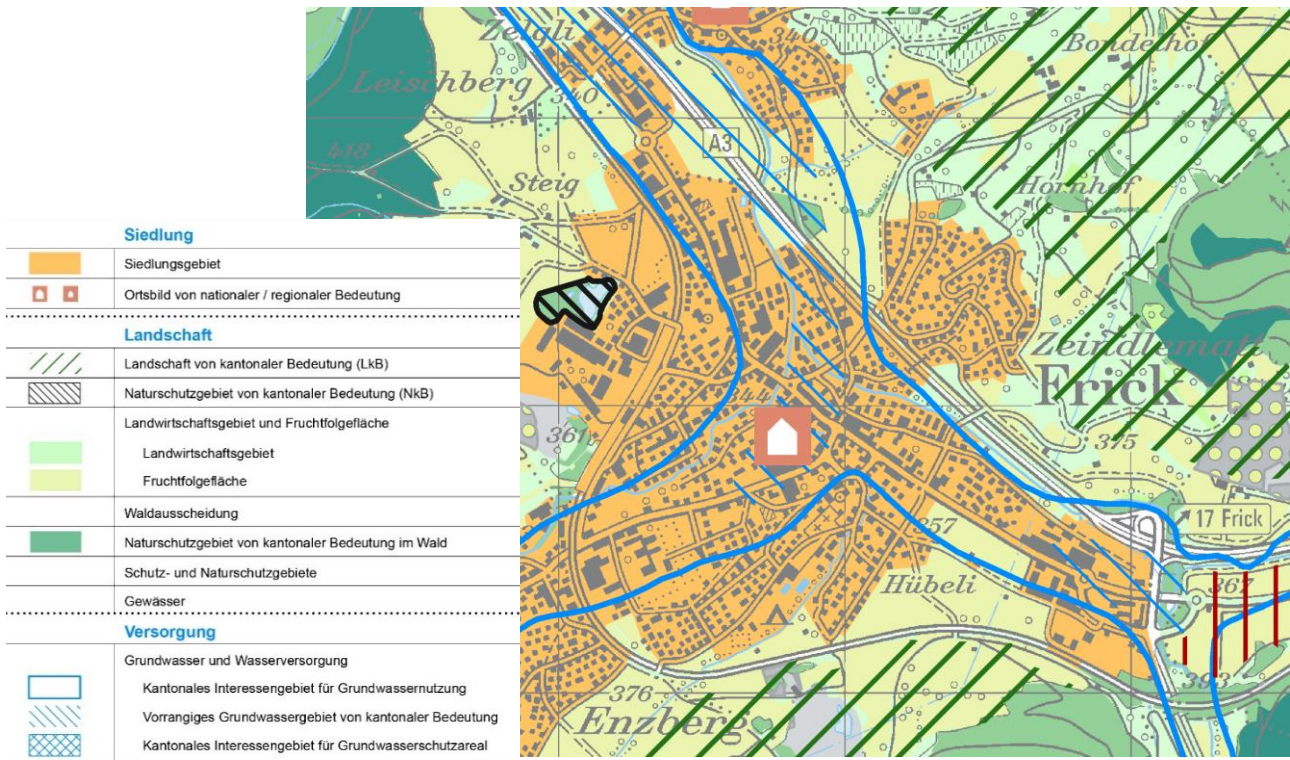 Zelgli
340
Bondelhof
Leischberg
340
A3
418
Steig
Hornhof
Siedlung
Siedlungsgebiet
Ortsbild von nationaler / regionaler Bedeutung
Landschaft
Landschaft von kantonaler Bedeutung (LkB)
Naturschutzgebiet von kantonaler Bedeutung (NkB)
Landwirtschaftsgebiet und Fruchtfolgefläche
Landwirtschaftsgebiet
Fruchtfolgefläche
Waldausscheidung
Naturschutzgebiet von kantonaler Bedeutung im Wald
Schutz- und Naturschutzgebiete
Gewässer
Versorgung
Grundwasser und Wasserversorgung
Kantonales Interessengebiet für Grundwassernutzung
Vorrangiges Grundwassergebiet von kantonaler Bedeutung
Kantonales Interessengebiet für Grundwasserschutzareal
Zeindlematt
Frick
344
361
375
17 Frick
357
Hübeli
367
393
376
Enzberg